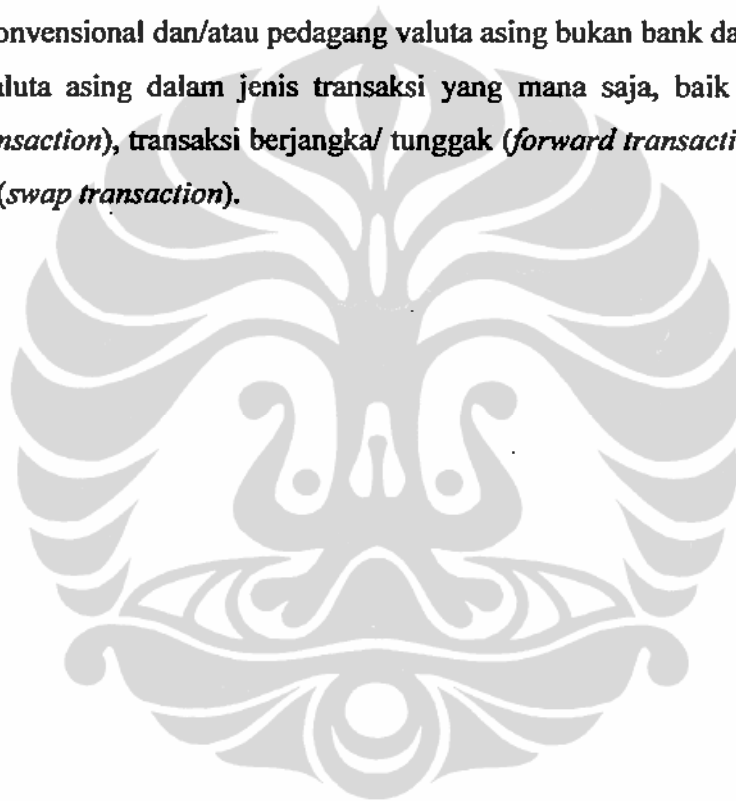 onvensional dan/atau pedagang valuta asing bukan bank da
aluta asing dalam jenis transaksi yang mana saja, baik
nsaction), transaksi berjangka/ tunggak (forward transacti
(swap transaction).